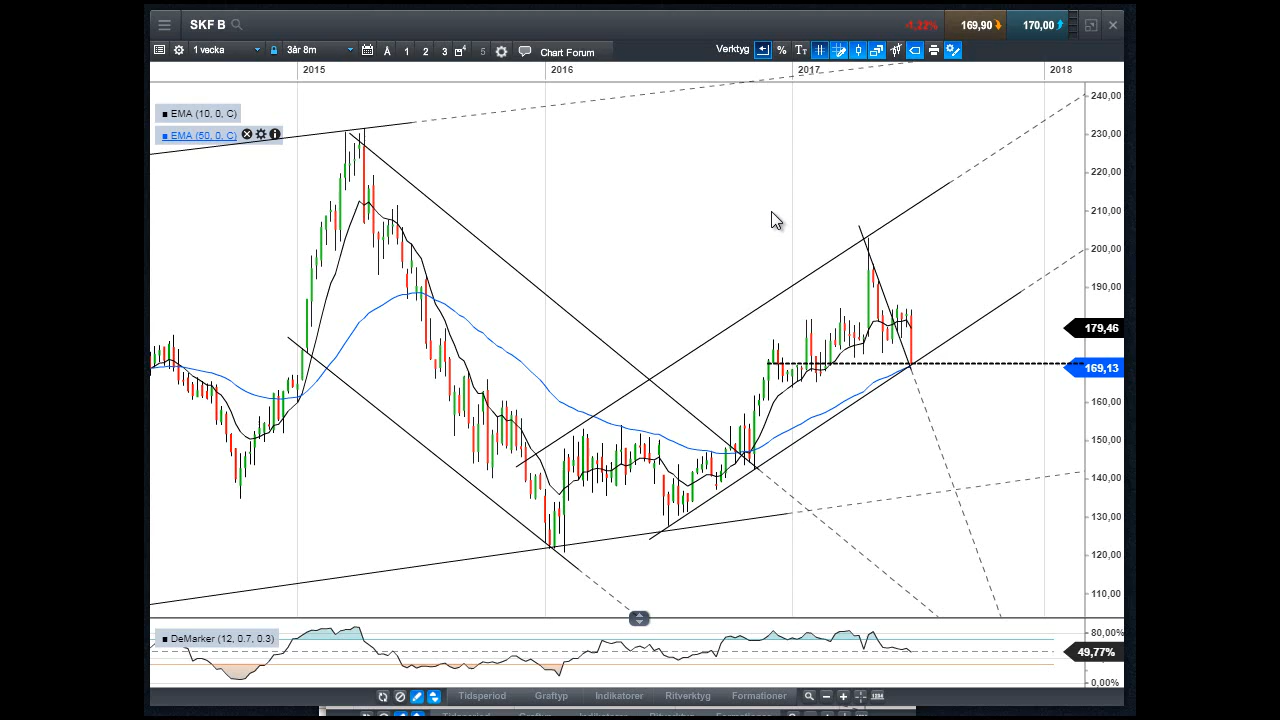 SKF B
-1,22% 169,90 170,00
1 vecka 3år 8m A 1 2 3 4 5 Chart Forum Verktyg % TT
2015 2016 2017 2018
EMA (10, 0, C)
EMA (50, 0, C)
240,00
230,00
220,00
210,00
200,00
190,00
179,46
169,13
160,00
150,00
140,00
130,00
120,00
110,00
DeMarker (12, 0.7, 0.3)
80,00%
49,77%
0,00%
Tidsperiod Graftyp Indikatorer Ritverktyg Formationer